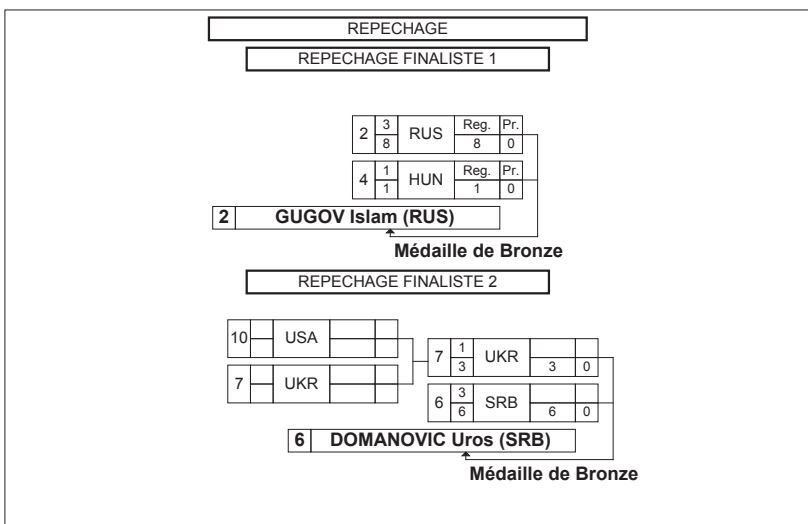 REPECHAGE
REPECHAGE FINALISTE 1
2 3 RUS Reg. Pr.
8 8 0
4 1 HUN Reg. Pr.
1 1 0
2 GUGOV Islam (RUS)
Médaille de Bronze
REPECHAGE FINALISTE 2
10 USA
7 UKR
7 1 UKR
3 3 0
6 3 SRB
6 6 0
6 DOMANOVIC Uros (SRB)
Médaille de Bronze